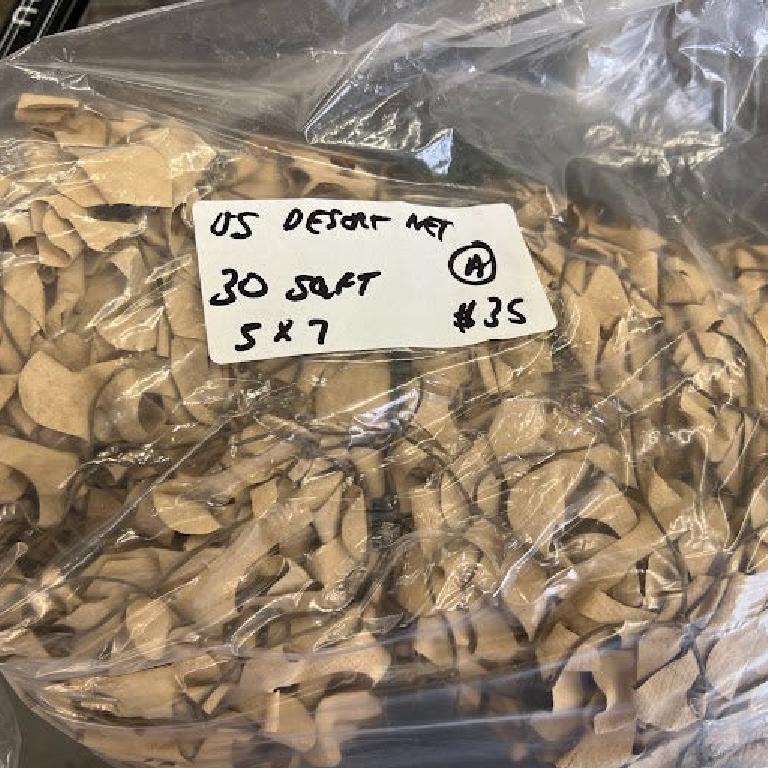 US DESERT NET
Ⓐ
30 SQFT
5 X 7
$35